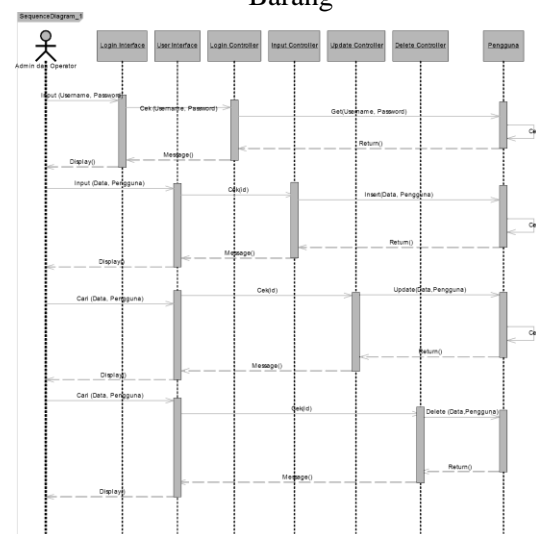 Barang
SequenceDiagram_1
Login Interface
User Interface
Login Controller
Input Controller
Update Controller
Delete Controller
Pengguna
Admin dan Operator
Input (Username, Password)
Cek (Username, Password)
Get(Username, Password)
Ce
Return()
Message()
Display()
Input (Data, Pengguna)
Cek(id)
Insert(Data, Pengguna)
Ce
Return()
Message()
Display()
Cari (Data, Pengguna)
Cek(id)
Update(Data,Pengguna)
Ce
Return()
Message()
Display()
Cari (Data, Pengguna)
Cek(id)
Delete (Data,Pengguna)
Return()
Message()
Display()